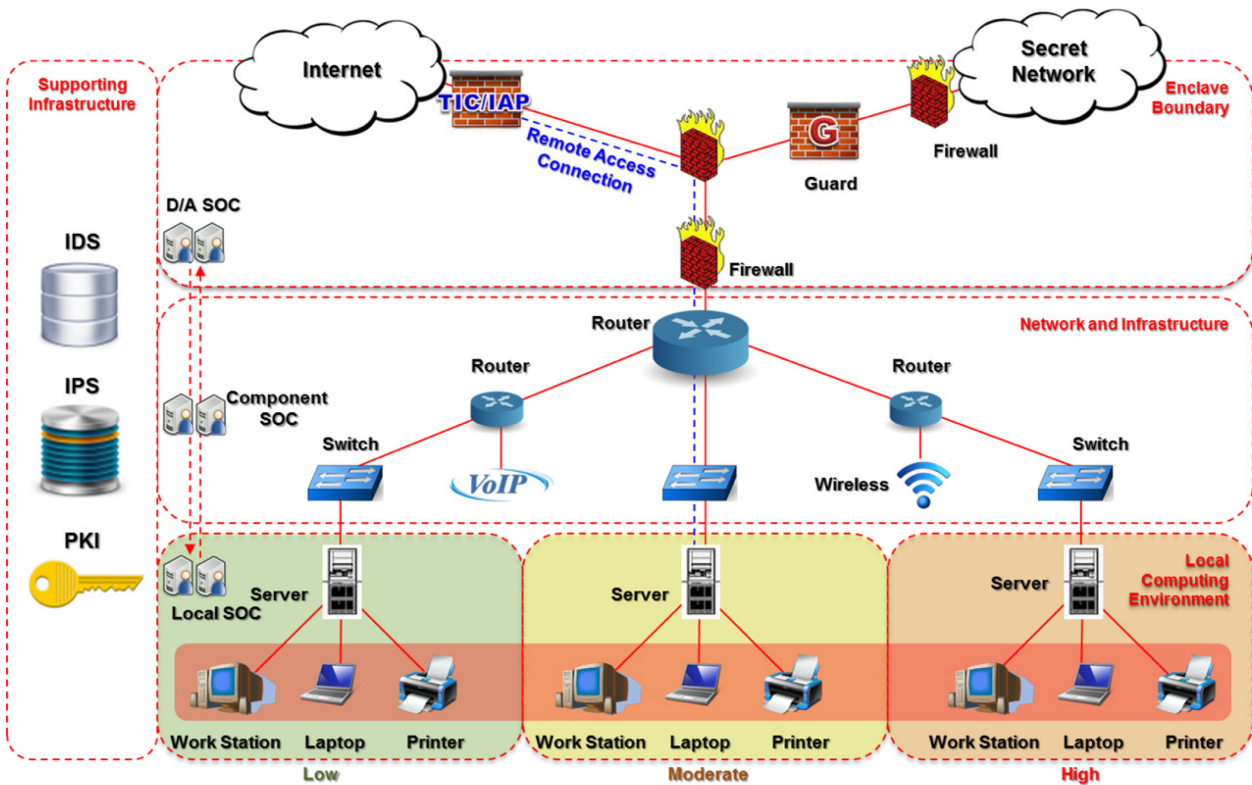 Supporting
Infrastructure
Internet
TIC/IAP
Remote Access
Connection
Secret
Network
Enclave
Boundary
G
Guard
Firewall
D/A SOC
IDS
Firewall
Router
Network and Infrastructure
Router
Router
IPS
Component
SOC
Switch
VoIP
Wireless
Switch
PKI
Local SOC
Server
Server
Server
Local
Computing
Environment
Work Station
Laptop
Printer
Work Station
Laptop
Printer
Work Station
Laptop
Printer
Low
Moderate
High